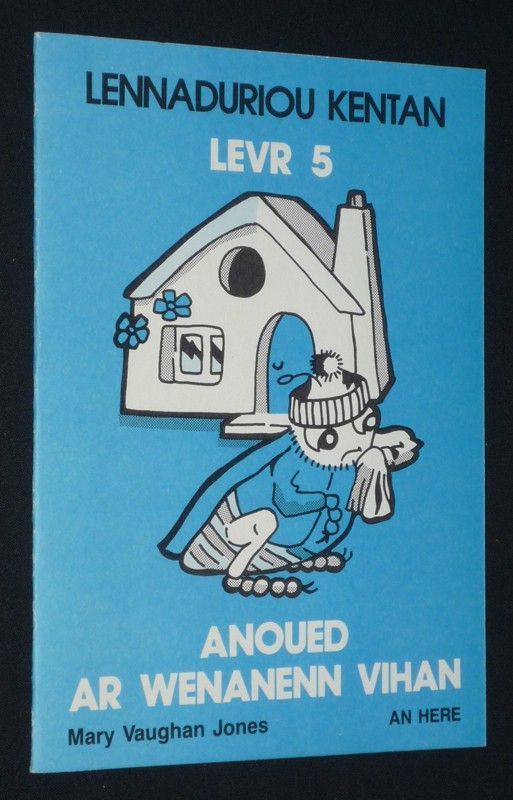 LENNADURIOU KENTAN
LEVR 5
ANOUED
AR WENANENN VIHAN
Mary Vaughan Jones
AN HERE